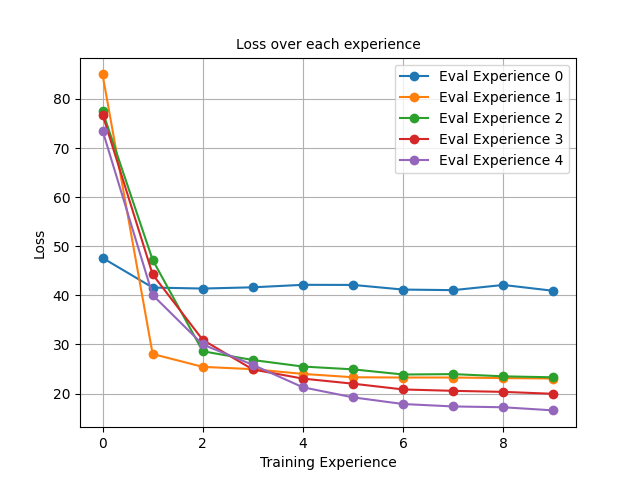 Loss over each experience
Eval Experience 0
Eval Experience 1
Eval Experience 2
Eval Experience 3
Eval Experience 4
Loss
80
70
60
50
40
30
20
0 2 4 6 8
Training Experience